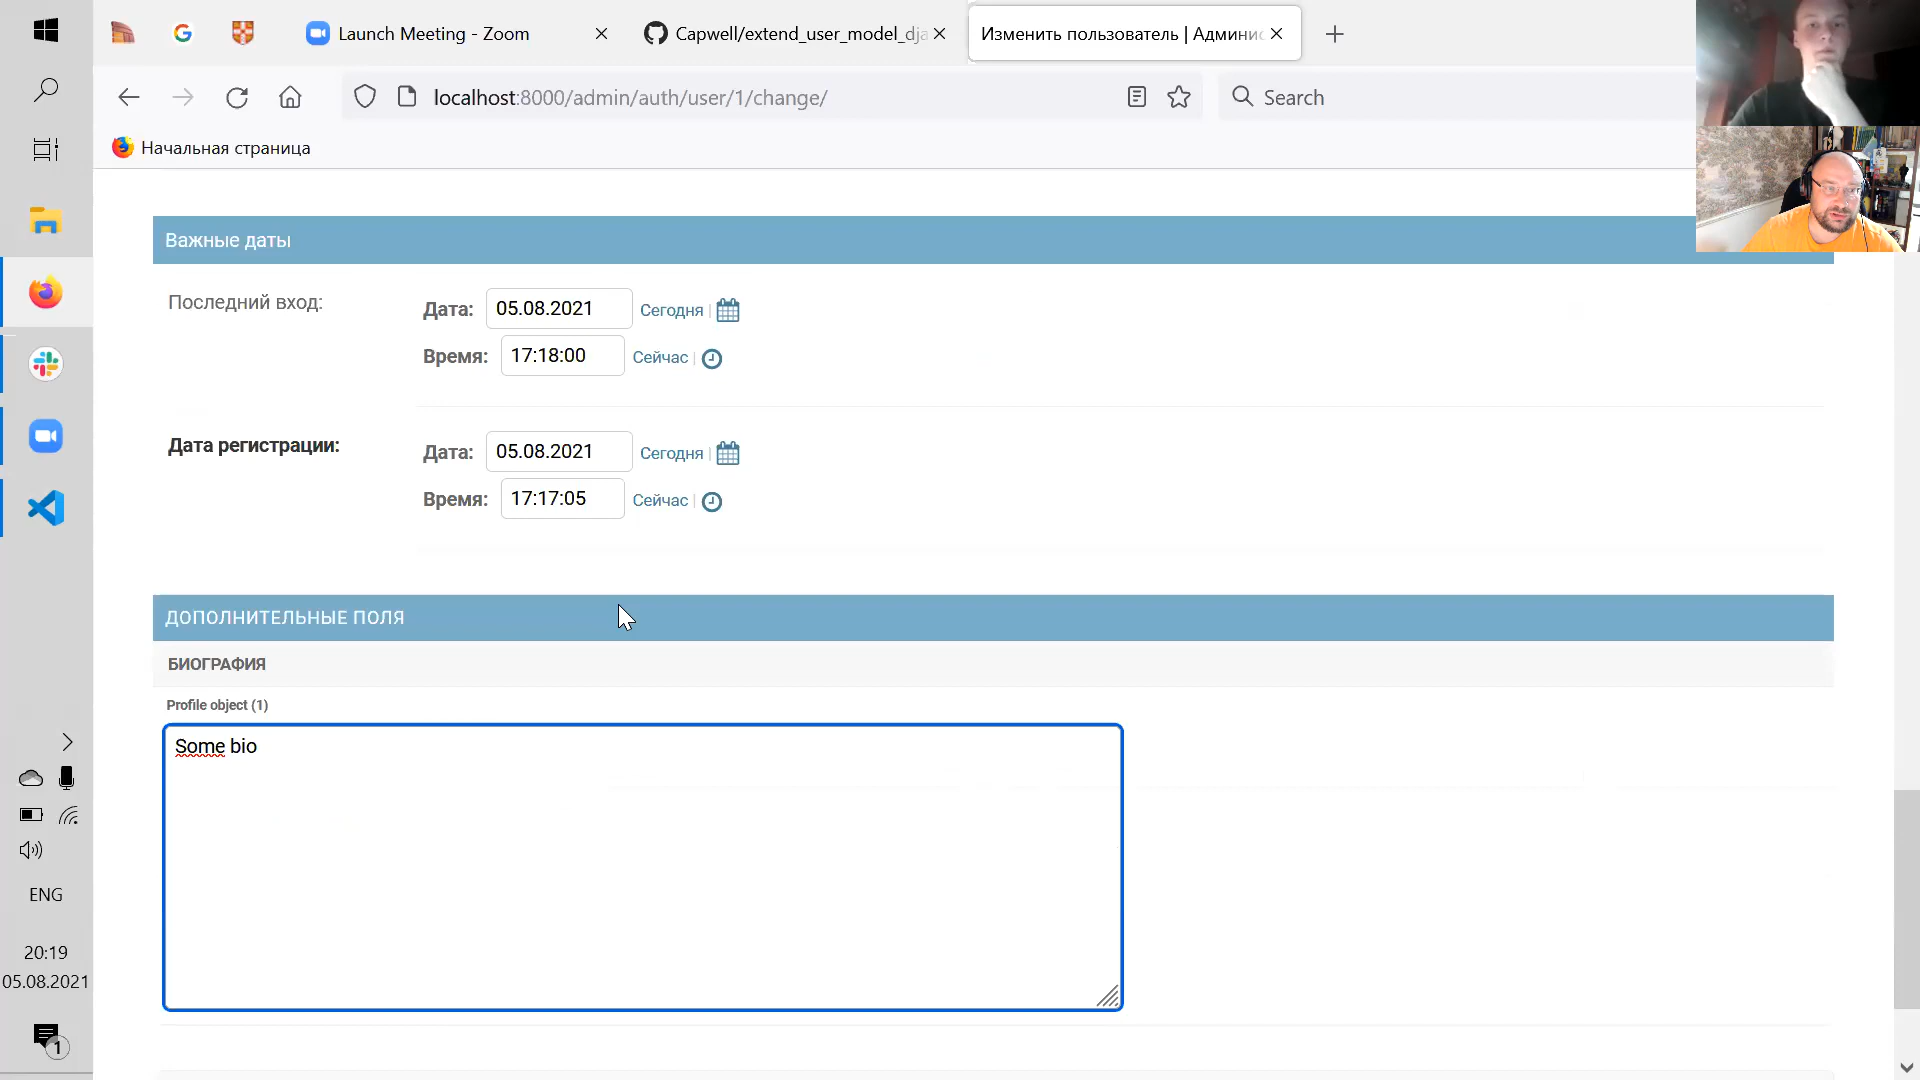 Launch Meeting - Zoom
Capwell/extend_user_model_dja
Изменить пользователь | Админис
localhost:8000/admin/auth/user/1/change/
Search
Начальная страница
Важные даты
Последний вход:
Дата: 05.08.2021 Сегодня |
Время: 17:18:00 Сейчас |
Дата регистрации:
Дата: 05.08.2021 Сегодня |
Время: 17:17:05 Сейчас |
ДОПОЛНИТЕЛЬНЫЕ ПОЛЯ
БИОГРАФИЯ
Profile object (1)
Some bio
ENG
20:19
05.08.2021
1